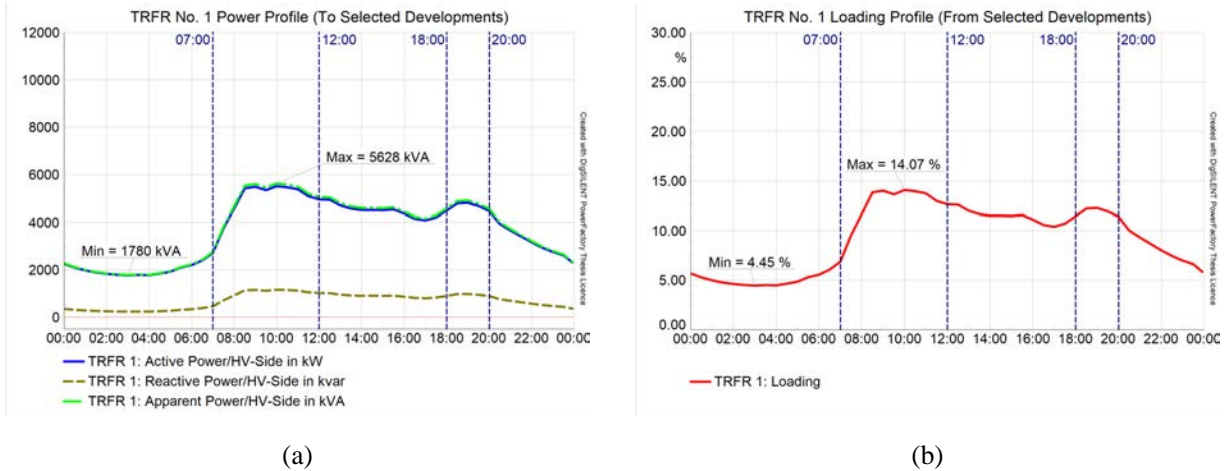 TRFR No. 1 Power Profile (To Selected Developments)
12000
10000
8000
6000
4000
2000
0
07:00
12:00
18:00
20:00
Max = 5628 kVA
Min = 1780 kVA
00:00 02:00 04:00 06:00 08:00 10:00 12:00 14:00 16:00 18:00 20:00 22:00 00:00
Created with DIgSILENT PowerFactory Thesis Licence
TRFR 1: Active Power/HV-Side in kW
TRFR 1: Reactive Power/HV-Side in kvar
TRFR 1: Apparent Power/HV-Side in kVA
(a)
TRFR No. 1 Loading Profile (From Selected Developments)
30.00
%
25.00
20.00
15.00
10.00
5.00
0.00
07:00
12:00
18:00
20:00
Max = 14.07 %
Min = 4.45 %
00:00 02:00 04:00 06:00 08:00 10:00 12:00 14:00 16:00 18:00 20:00 22:00 00:00
Created with DIgSILENT PowerFactory Thesis Licence
TRFR 1: Loading
(b)